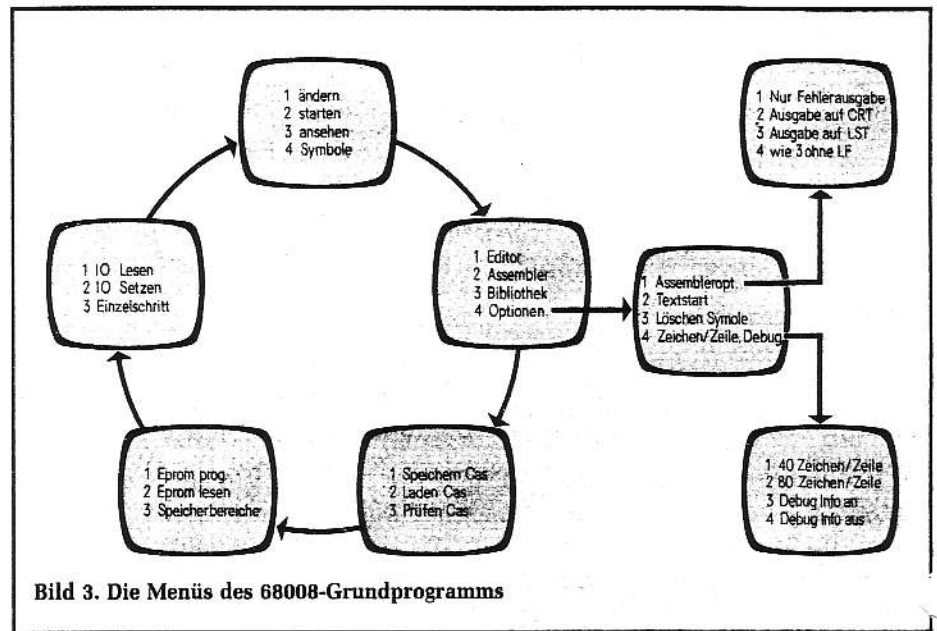 1 ändern
2 starten
3 ansehen
4 Symbole
1 Nur Fehlerausgabe
2 Ausgabe auf CRT
3 Ausgabe auf LST
4 wie 3 ohne LF
1 IO Lesen
2 IO Setzen
3 Einzelschritt
1 Editor
2 Assembler
3 Bibliothek
4 Optionen
1 Assembleropt.
2 Textstart
3 Löschen Symole
4 Zeichen/Zeile, Debug
1 Eprom prog.
2 Eprom lesen
3 Speicherbereiche
1 Speichern Cas
2 Laden Cas
3 Prüfen Cas
1 40 Zeichen/Zeile
2 80 Zeichen/Zeile
3 Debug Info an
4 Debug Info aus
Bild 3. Die Menüs des 68008-Grundprogramms